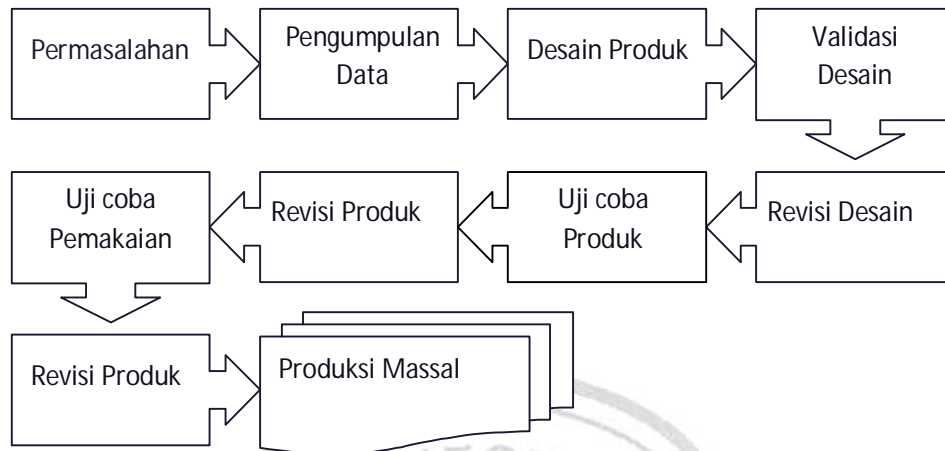 Permasalahan
Pengumpulan
Data
Desain Produk
Validasi
Desain
Revisi Desain
Uji coba
Produk
Revisi Produk
Uji coba
Pemakaian
Revisi Produk
Produksi Massal